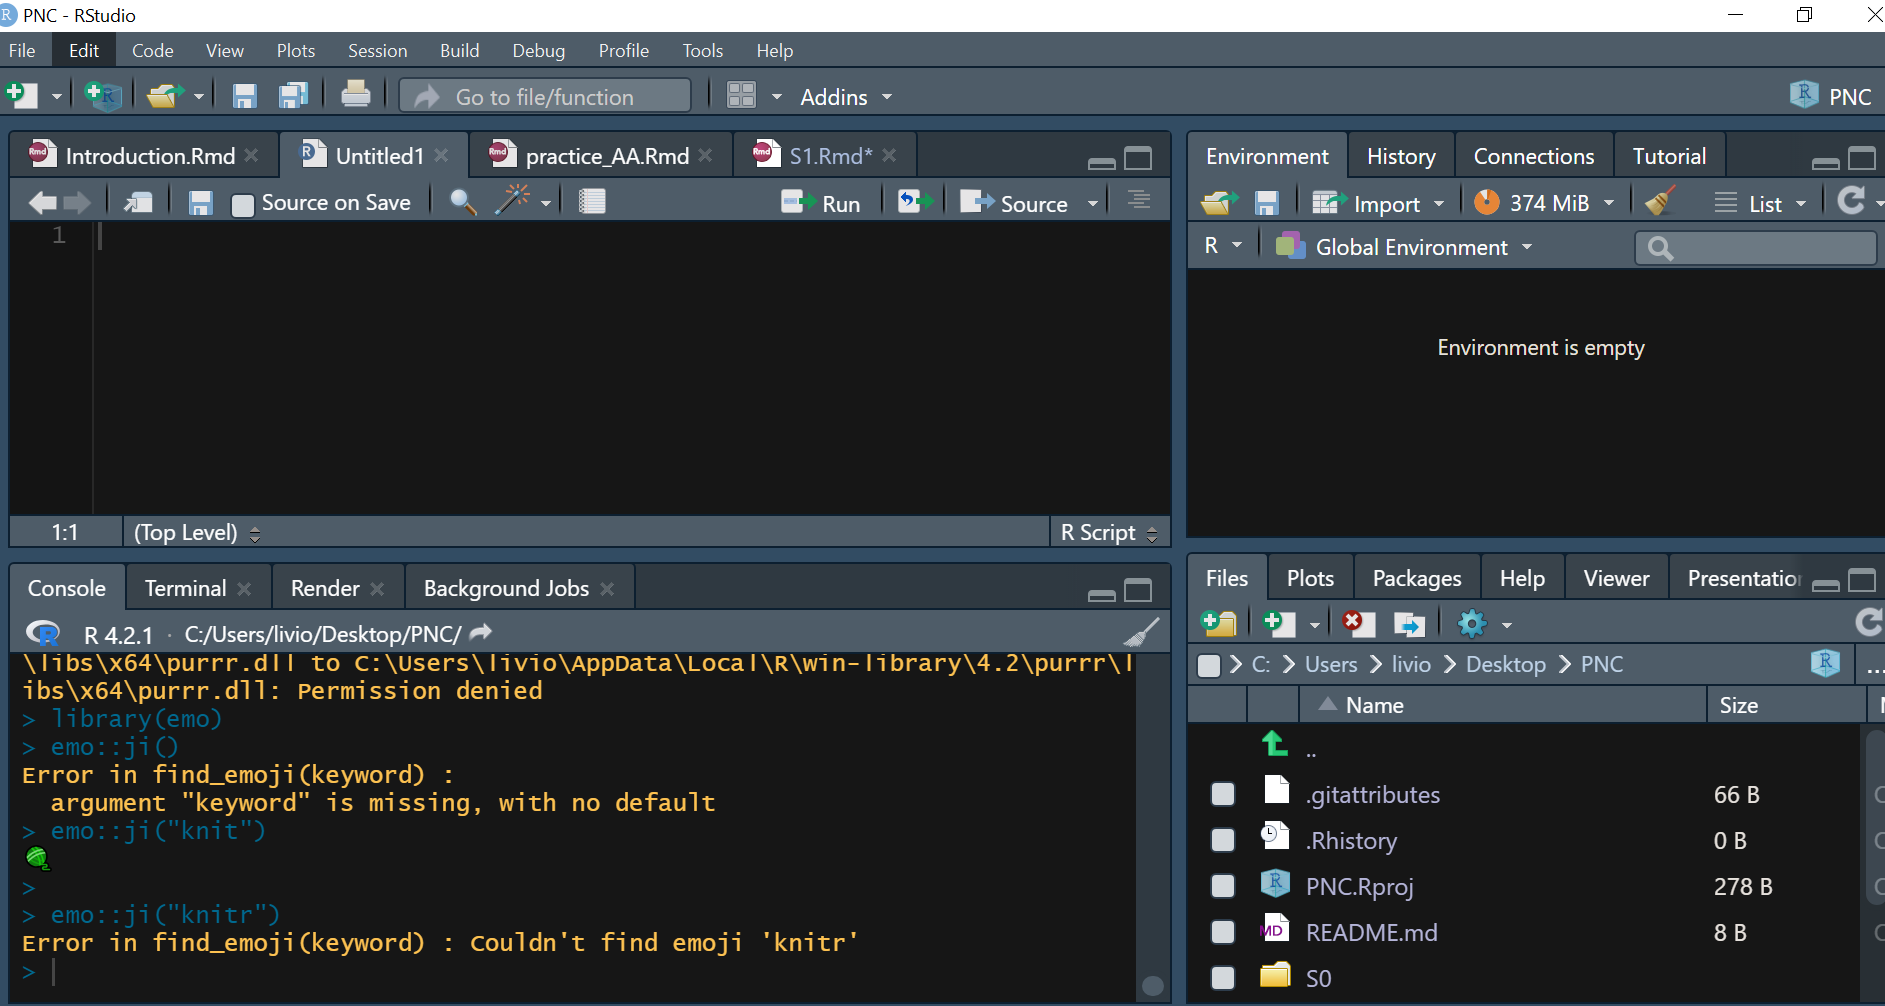 PNC - RStudio
File Edit Code View Plots Session Build Debug Profile Tools Help
Go to file/function Addins PNC
Introduction.Rmd Untitled1 practice_AA.Rmd S1.Rmd*
Source on Save Run Source
1
1:1 (Top Level) R Script
Console Terminal Render Background Jobs
R 4.2.1 · C:/Users/livio/Desktop/PNC/
\libs\x64\purrr.dll to C:\Users\livio\AppData\Local\R\win-library\4.2\purrr\l
ibs\x64\purrr.dll: Permission denied
> library(emo)
> emo::ji()
Error in find_emoji(keyword) :
argument "keyword" is missing, with no default
> emo::ji("knit")
>
> emo::ji("knitr")
Error in find_emoji(keyword) : Couldn't find emoji 'knitr'
>
Environment History Connections Tutorial
Import 374 MiB List
R Global Environment
Environment is empty
Files Plots Packages Help Viewer Presentation
C: > Users > livio > Desktop > PNC ...
Name Size
..
.gitattributes 66 B
.Rhistory 0 B
PNC.Rproj 278 B
README.md 8 B
S0